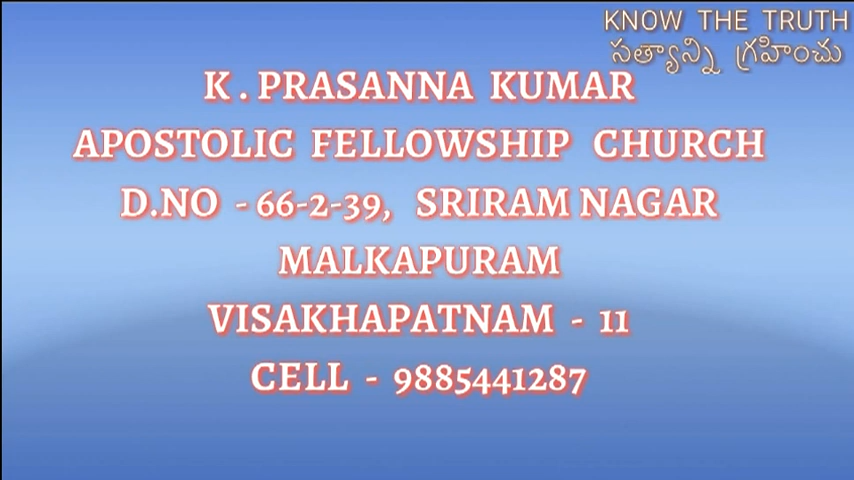 KNOW THE TRUTH
సత్యాన్ని గ్రహించు
K . PRASANNA KUMAR
APOSTOLIC FELLOWSHIP CHURCH
D.NO - 66-2-39, SRIRAM NAGAR
MALKAPURAM
VISAKHAPATNAM - 11
CELL - 9885441287